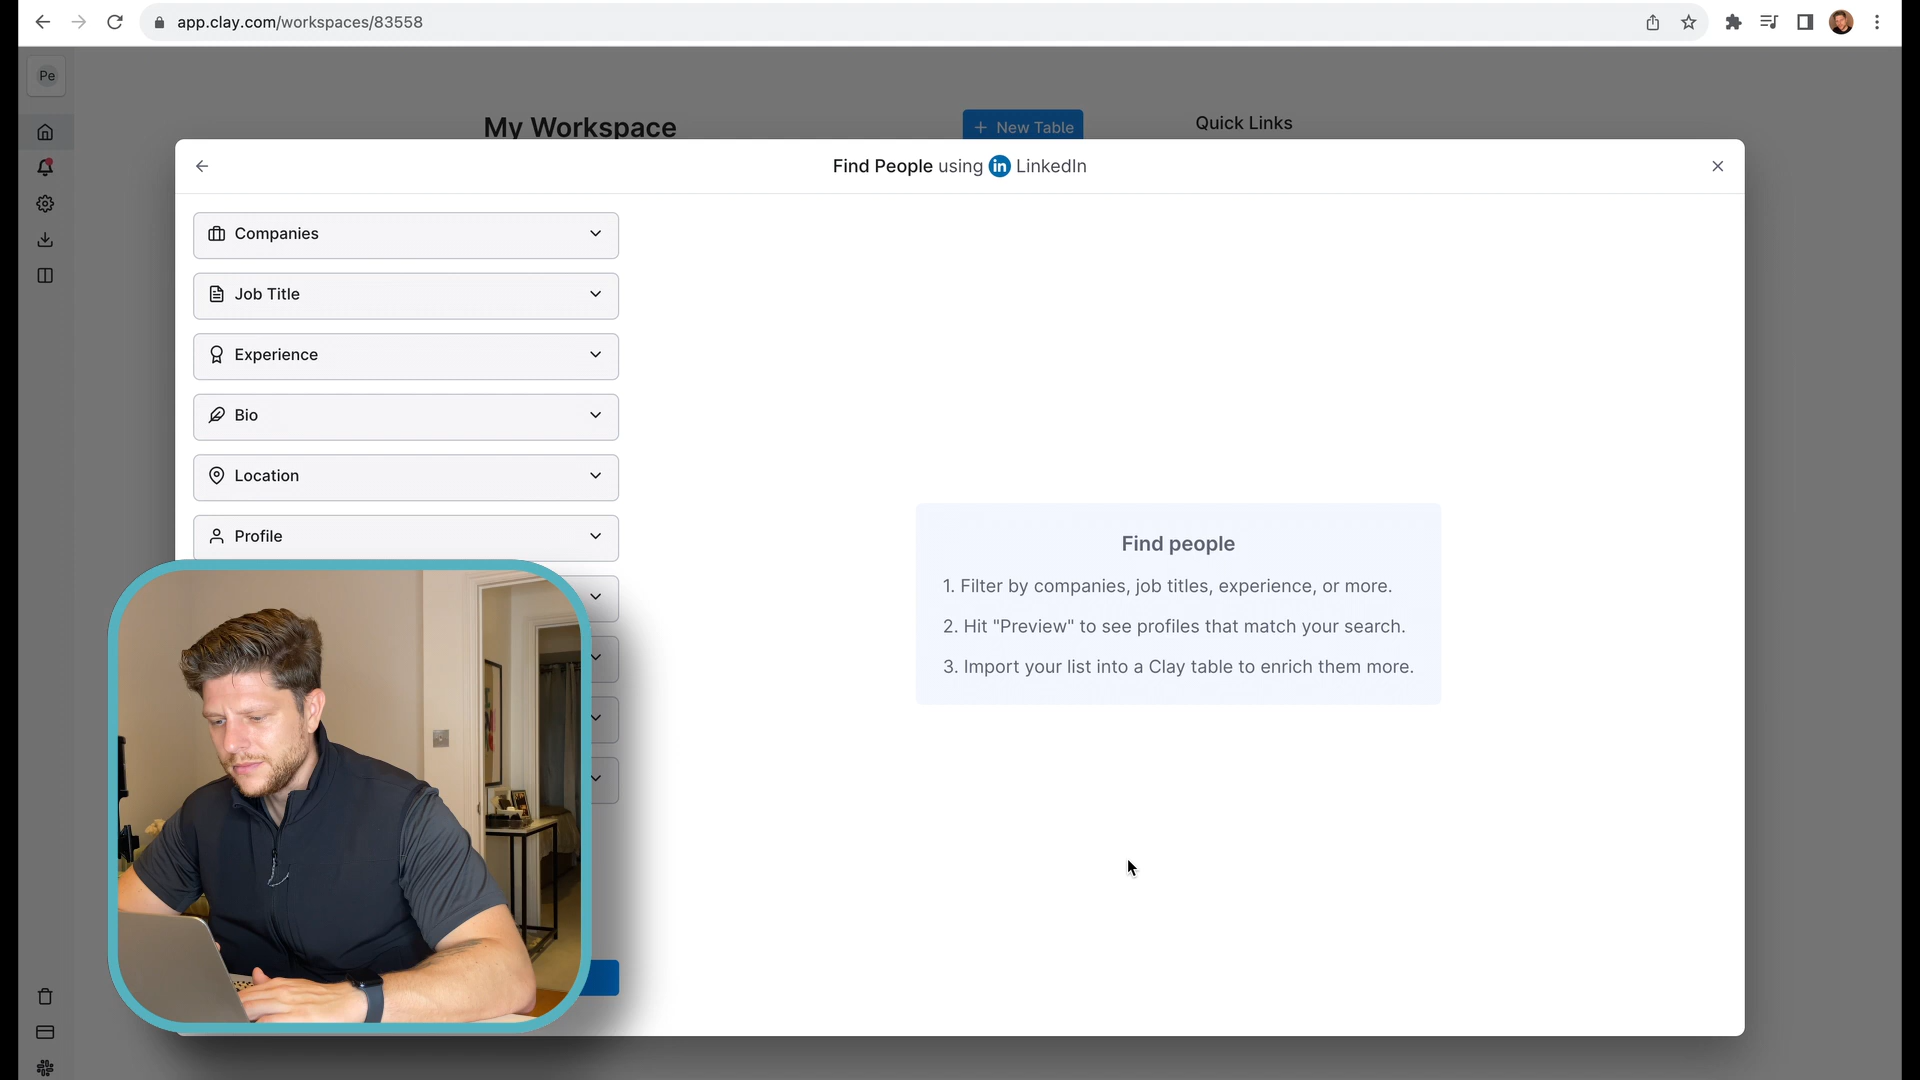 app.clay.com/workspaces/83558
Pe
My Workspace
+ New Table
Quick Links
Find People using in LinkedIn
Companies
Job Title
Experience
Bio
Location
Profile
Find people
1. Filter by companies, job titles, experience, or more.
2. Hit "Preview" to see profiles that match your search.
3. Import your list into a Clay table to enrich them more.